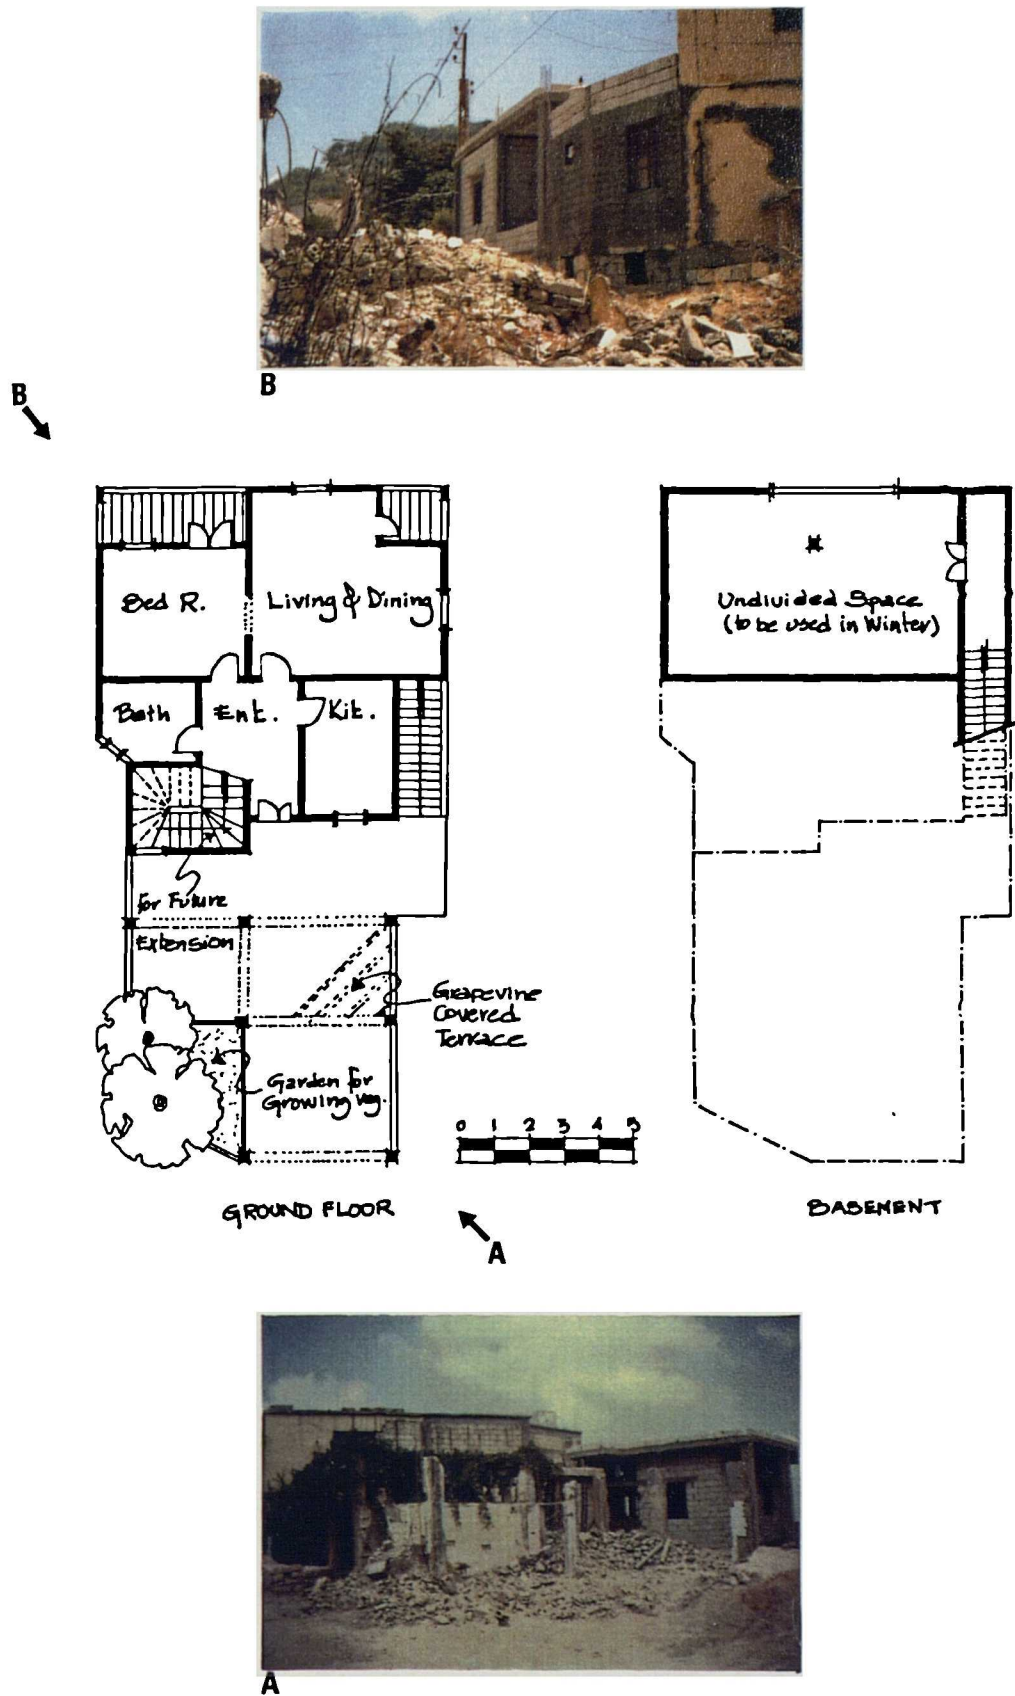 B
B
Bed R.
Living & Dining
Bath
Ent.
Kit.
for Future
Extension
Grapevine
Covered
Terrace
Garden for
Growing Veg.
Undivided Space
(to be used in Winter)
0 1 2 3 4 5
GROUND FLOOR
BASEMENT
A
A